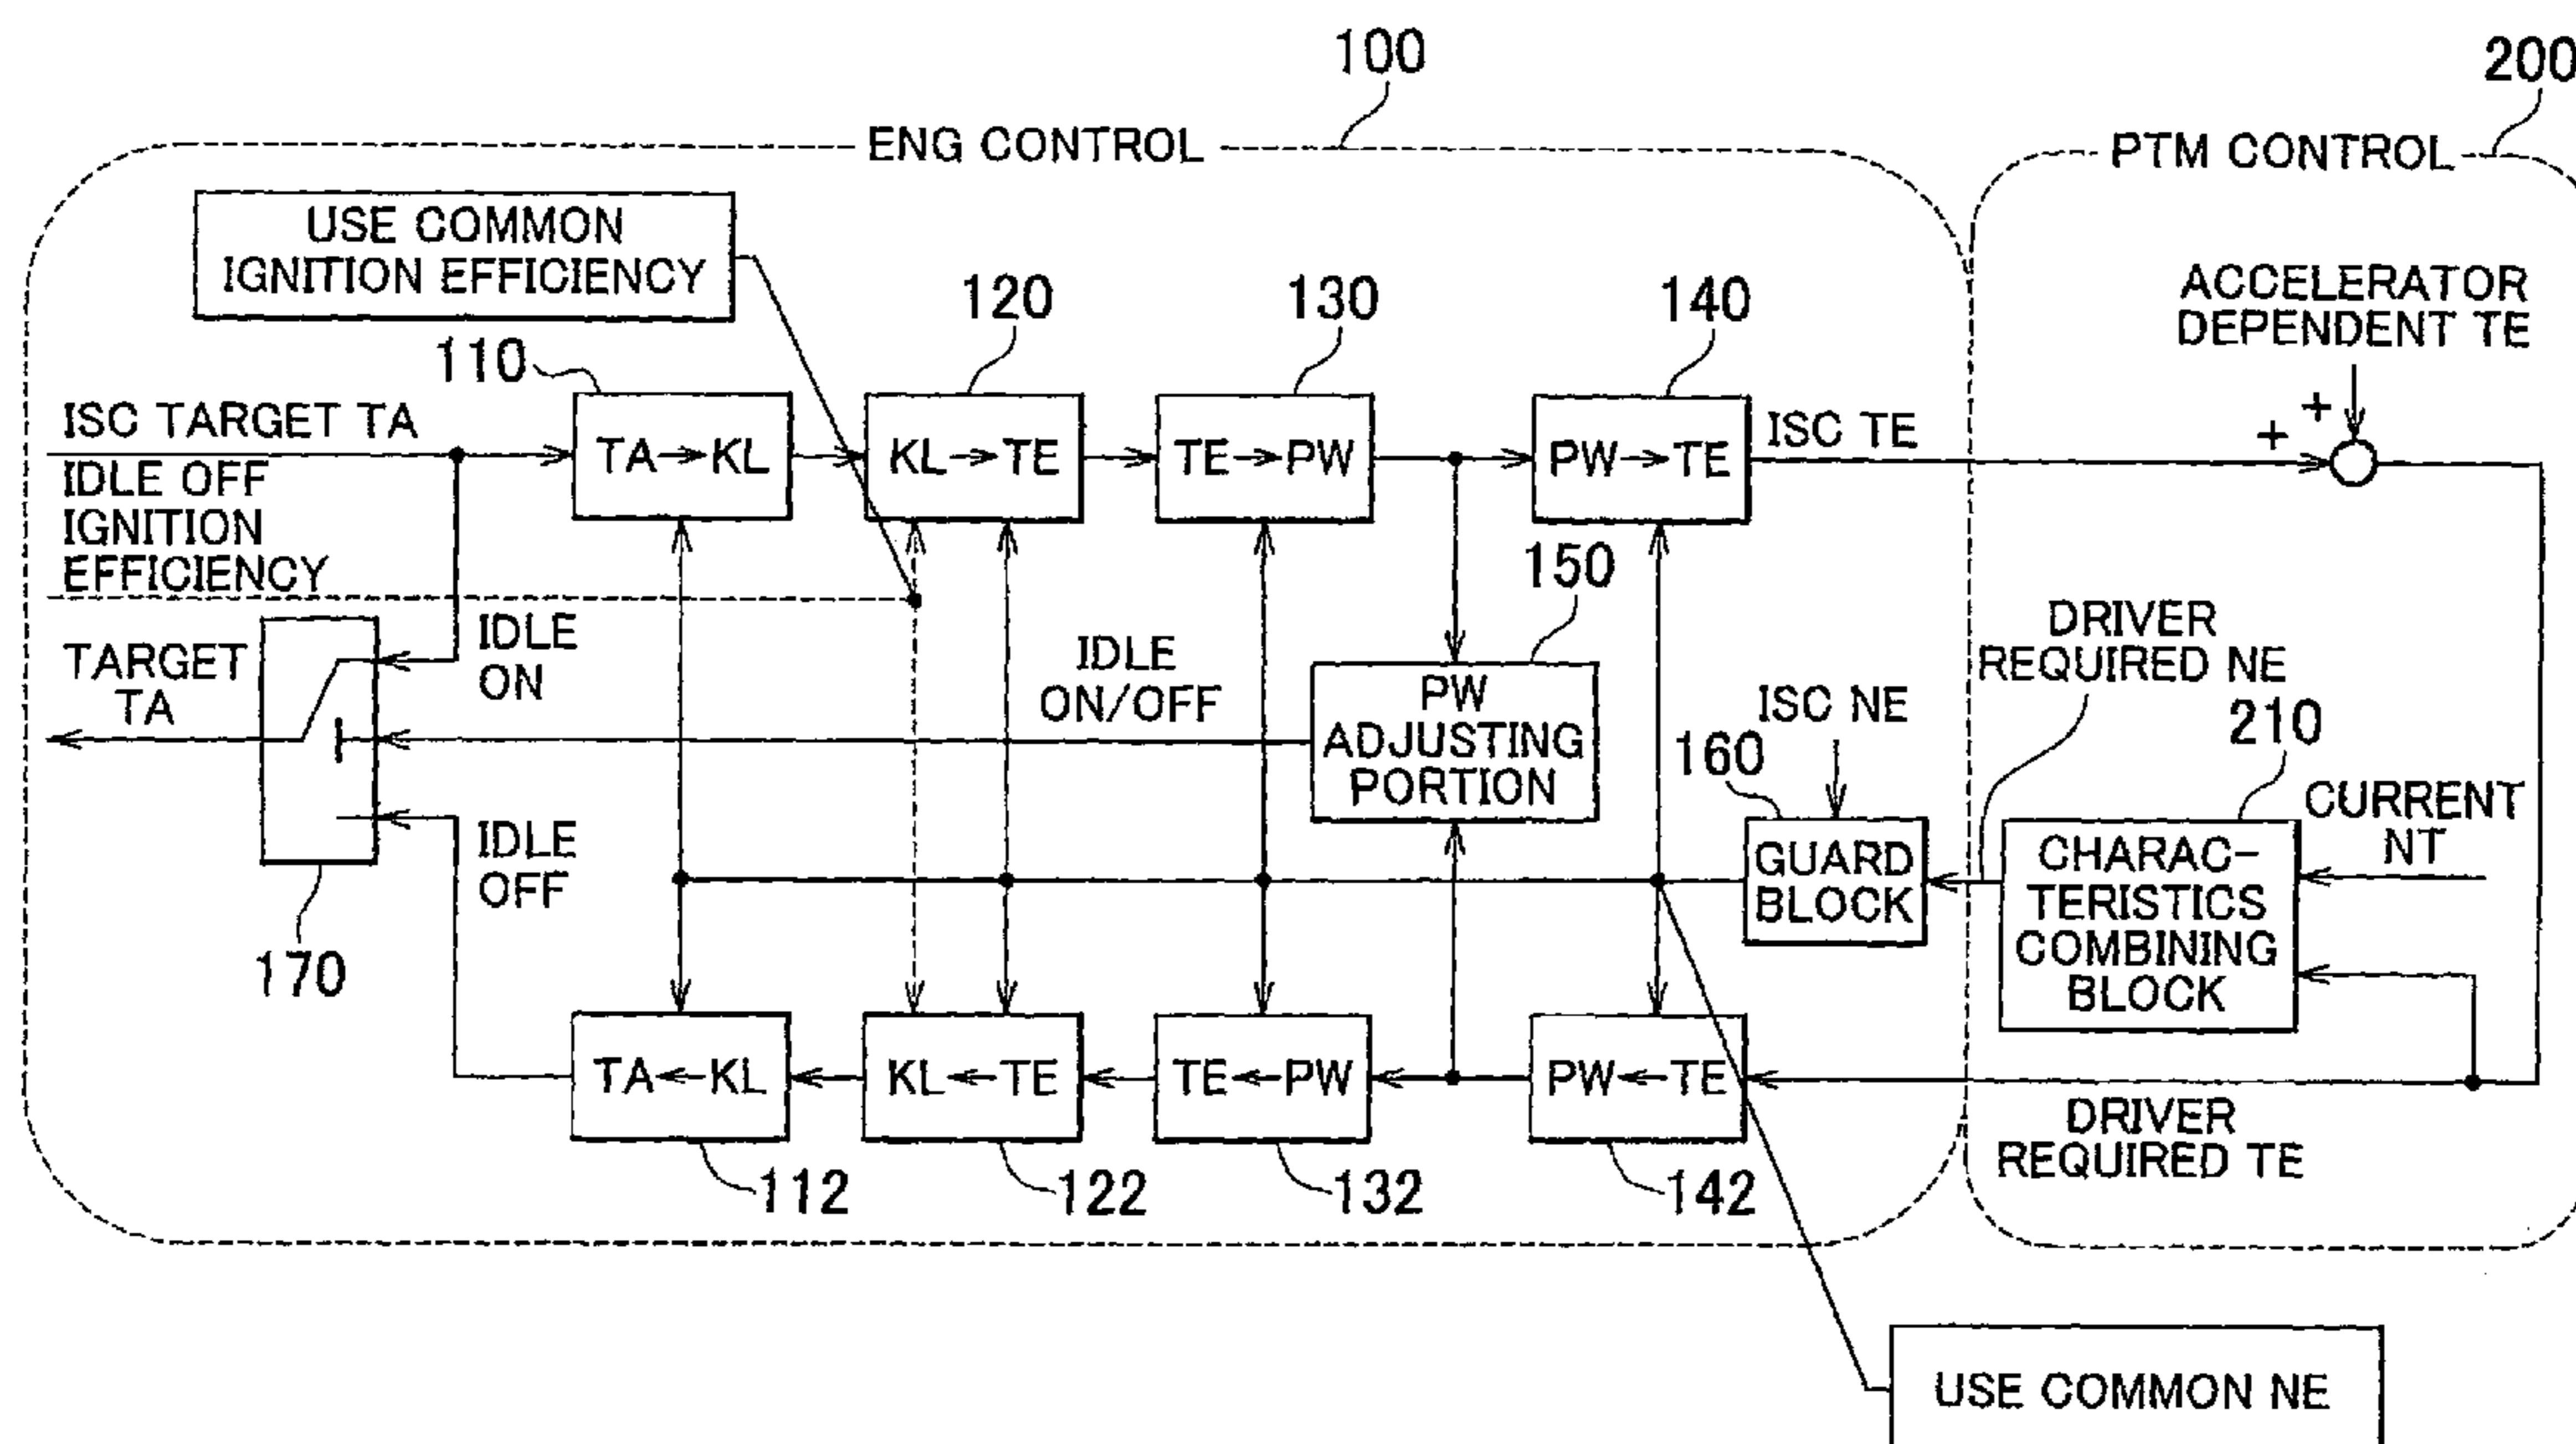 100
200
ENG CONTROL
PTM CONTROL
USE COMMON
IGNITION EFFICIENCY
ACCELERATOR
DEPENDENT TE
110
120
130
140
+
+
ISC TARGET TA
TA→KL
KL→TE
TE→PW
PW→TE
ISC TE
IDLE OFF
IGNITION
EFFICIENCY
150
IDLE
ON
TARGET
TA
IDLE
ON/OFF
PW
ADJUSTING
PORTION
ISC NE
160
DRIVER
REQUIRED NE
210
CURRENT
NT
IDLE
OFF
170
GUARD
BLOCK
CHARAC-
TERISTICS
COMBINING
BLOCK
TA←KL
KL←TE
TE←PW
PW←TE
DRIVER
REQUIRED TE
112
122
132
142
USE COMMON NE